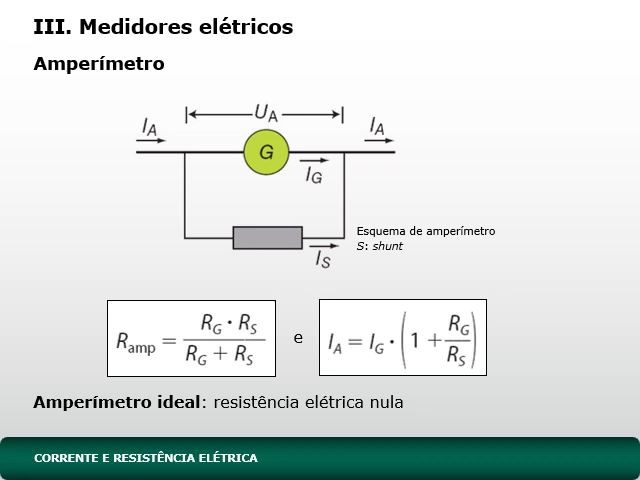 III. Medidores elétricos
Amperímetro
U_A
I_A
I_A
G
I_G
Esquema de amperímetro
S: shunt
I_S
R_amp = (R_G · R_S) / (R_G + R_S)
e
I_A = I_G · (1 + R_G / R_S)
Amperímetro ideal: resistência elétrica nula
CORRENTE E RESISTÊNCIA ELÉTRICA